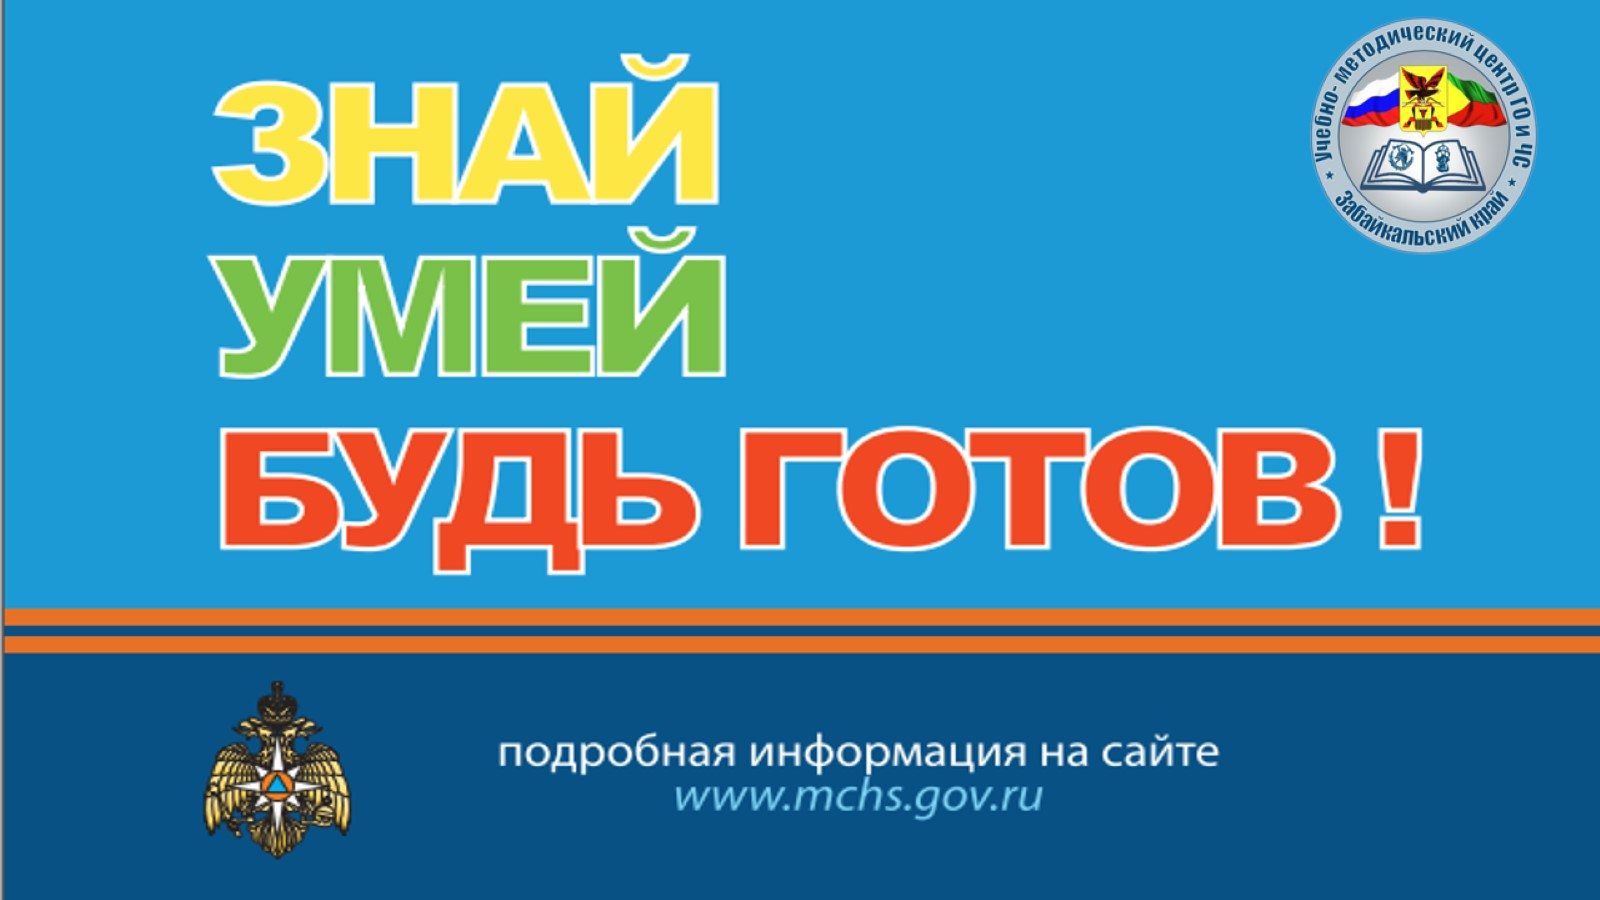 ЗНАЙ
УМЕЙ
БУДЬ ГОТОВ !
Учебно- методический центр ГО и ЧС
Забайкальский край
подробная информация на сайте
www.mchs.gov.ru